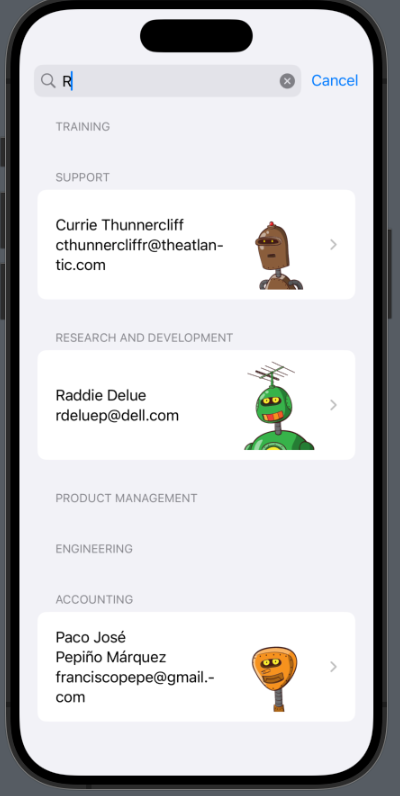 R
Cancel
TRAINING
SUPPORT
Currie Thunnercliff
cthunnercliffr@theatlan-
tic.com
RESEARCH AND DEVELOPMENT
Raddie Delue
rdeluep@dell.com
PRODUCT MANAGEMENT
ENGINEERING
ACCOUNTING
Paco José
Pepiño Márquez
franciscopepe@gmail.-
com